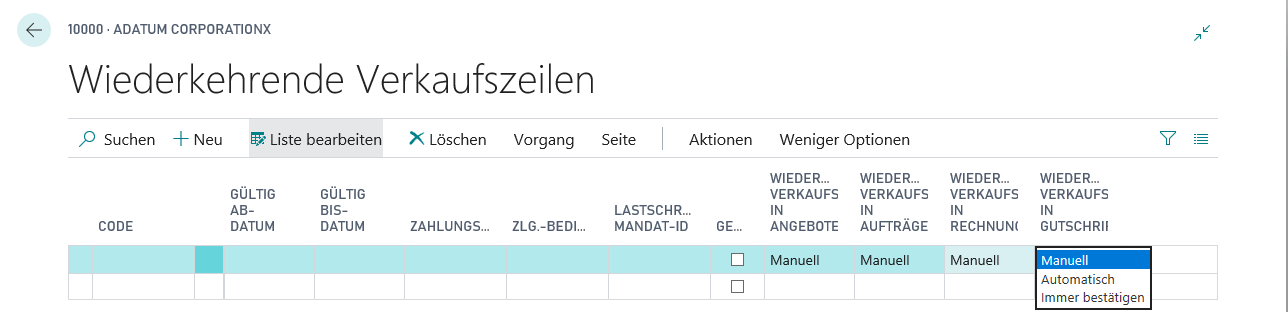 10000 · ADATUM CORPORATIONX
Wiederkehrende Verkaufszeilen
Suchen Neu Liste bearbeiten Löschen Vorgang Seite Aktionen Weniger Optionen
CODE
GÜLTIG
AB-
DATUM
GÜLTIG
BIS-
DATUM
ZAHLUNGS...
ZLG.-BEDI...
LASTSCHR...
MANDAT-ID
GE...
WIEDER...
VERKAUFS
IN
ANGEBOTE
WIEDER...
VERKAUFS
IN
AUFTRÄGE
WIEDER...
VERKAUFS
IN
RECHNUNG
WIEDER...
VERKAUFS
IN
GUTSCHRIF
Manuell Manuell Manuell Manuell
Automatisch
Immer bestätigen